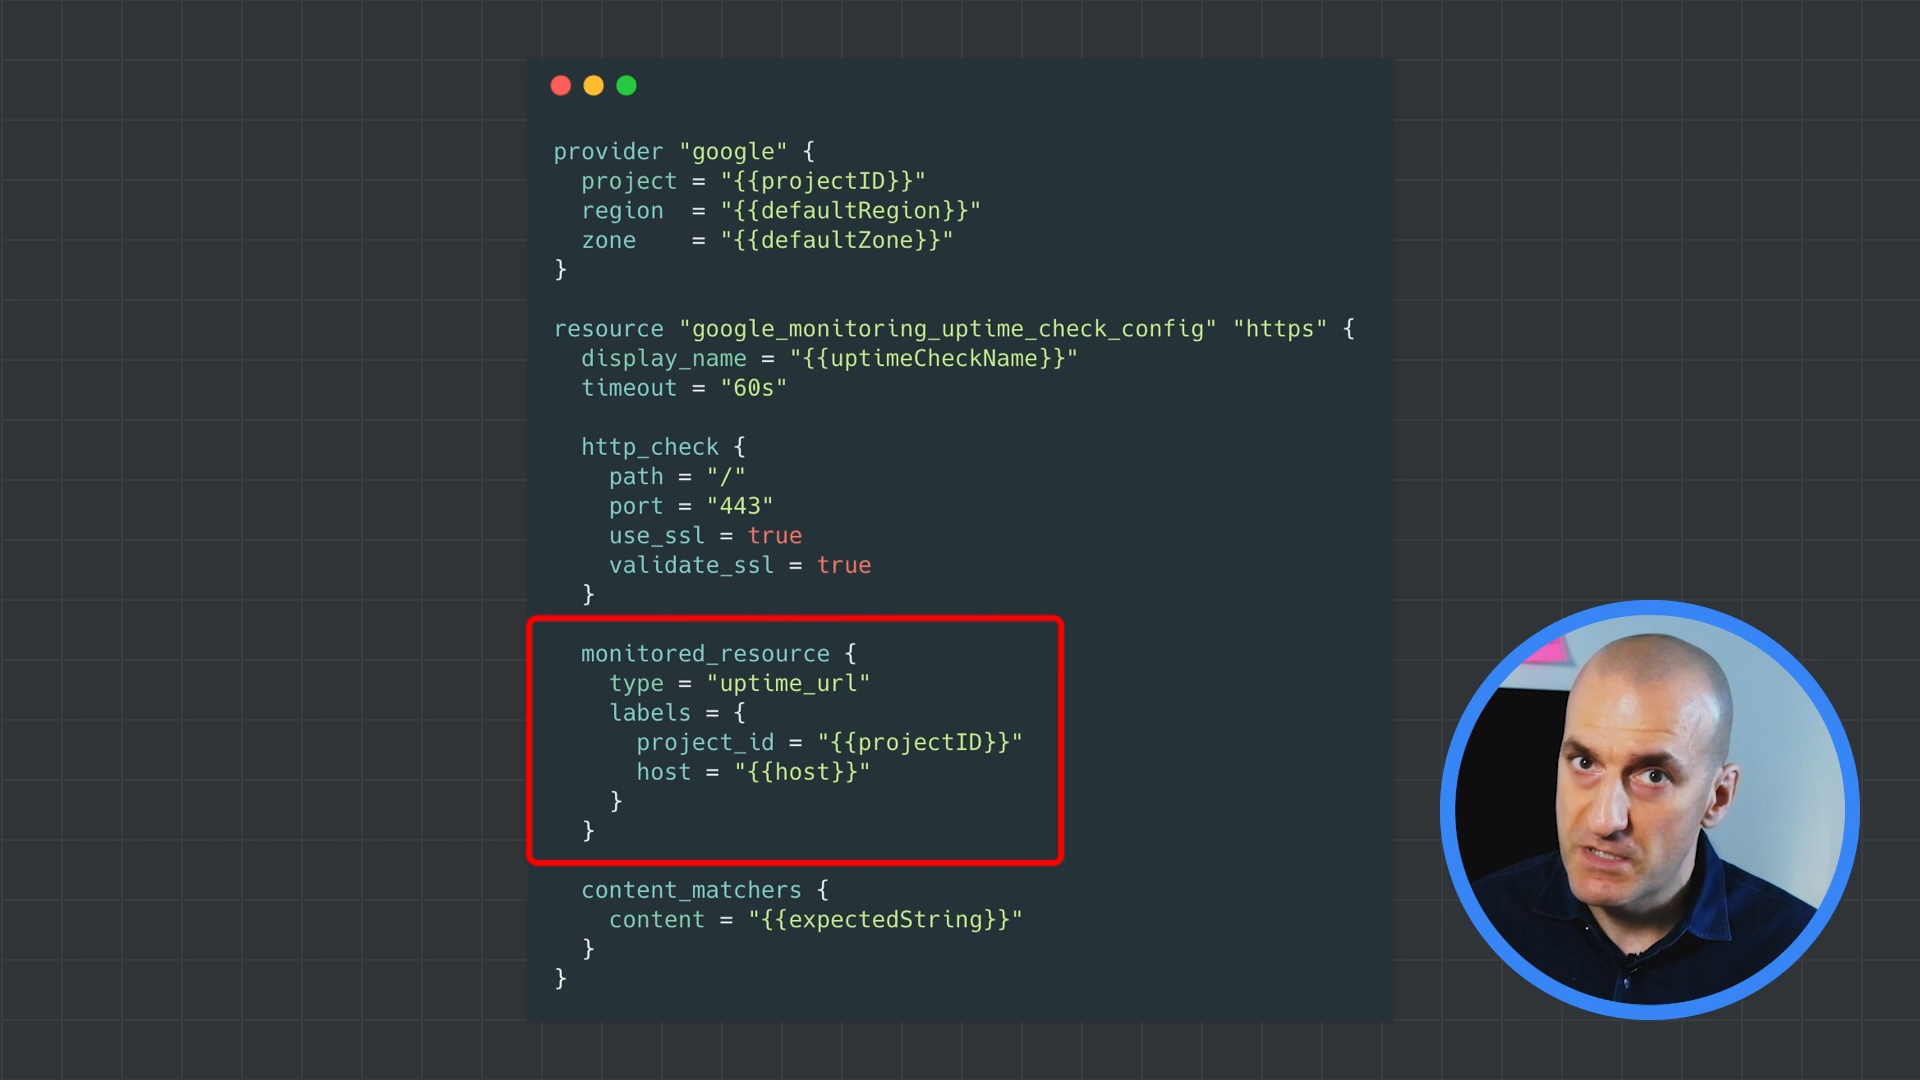 provider "google" {
  project = "{{projectID}}"
  region  = "{{defaultRegion}}"
  zone    = "{{defaultZone}}"
}
resource "google_monitoring_uptime_check_config" "https" {
  display_name = "{{uptimeCheckName}}"
  timeout = "60s"
  http_check {
    path = "/"
    port = "443"
    use_ssl = true
    validate_ssl = true
  }
  monitored_resource {
    type = "uptime_url"
    labels = {
      project_id = "{{projectID}}"
      host = "{{host}}"
    }
  }
  content_matchers {
    content = "{{expectedString}}"
  }
}